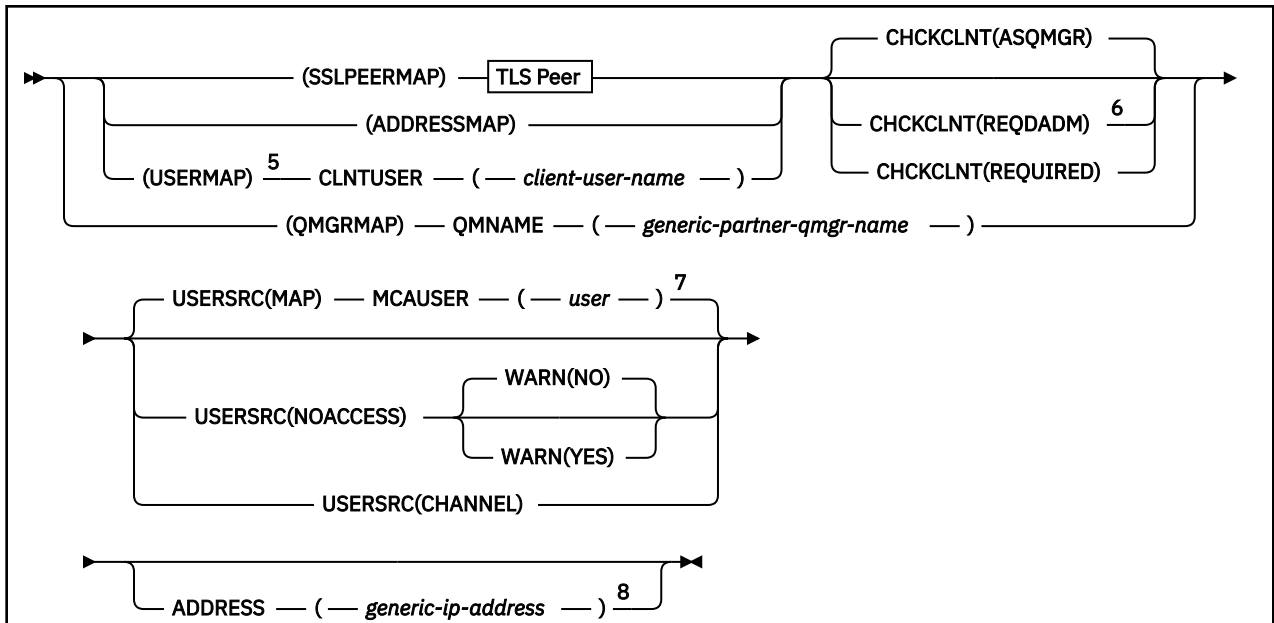 CHCKCLNT(ASQMGR)
(SSLPEERMAP) TLS Peer
(ADDRESSMAP) CHCKCLNT(REQDADM) 6
(USERMAP) 5 CLNTUSER ( client-user-name ) CHCKCLNT(REQUIRED)
(QMGRMAP) QMNAME ( generic-partner-qmgr-name )
USERSRC(MAP) MCAUSER ( user ) 7
WARN(NO)
USERSRC(NOACCESS)
WARN(YES)
USERSRC(CHANNEL)
ADDRESS ( generic-ip-address ) 8